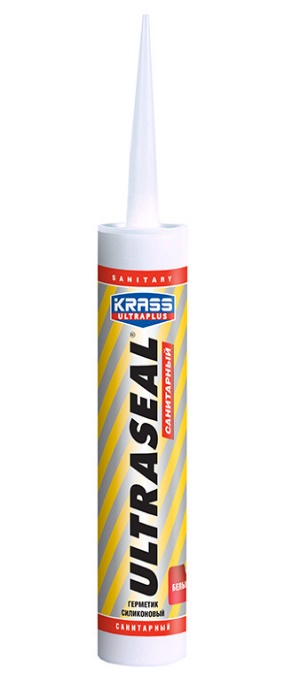 SANITARY
KRASS
ULTRAPLUS
ULTRASEAL®
САНИТАРНЫЙ
ГЕРМЕТИК
СИЛИКОНОВЫЙ
САНИТАРНЫЙ